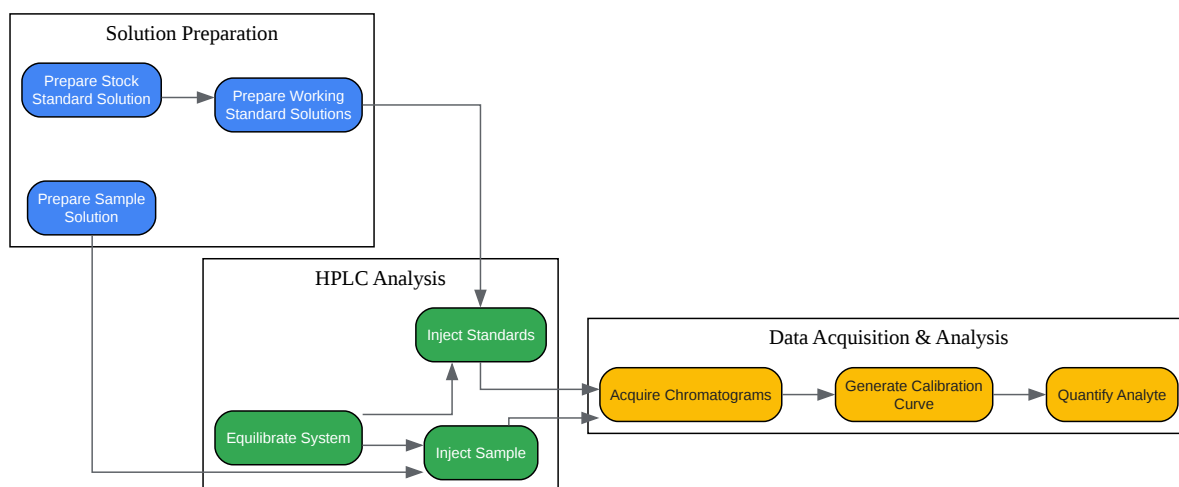 Solution Preparation
Prepare Stock
Standard Solution
Prepare Working
Standard Solutions
Prepare Sample
Solution
HPLC Analysis
Inject Standards
Equilibrate System
Inject Sample
Data Acquisition & Analysis
Acquire Chromatograms
Generate Calibration
Curve
Quantify Analyte